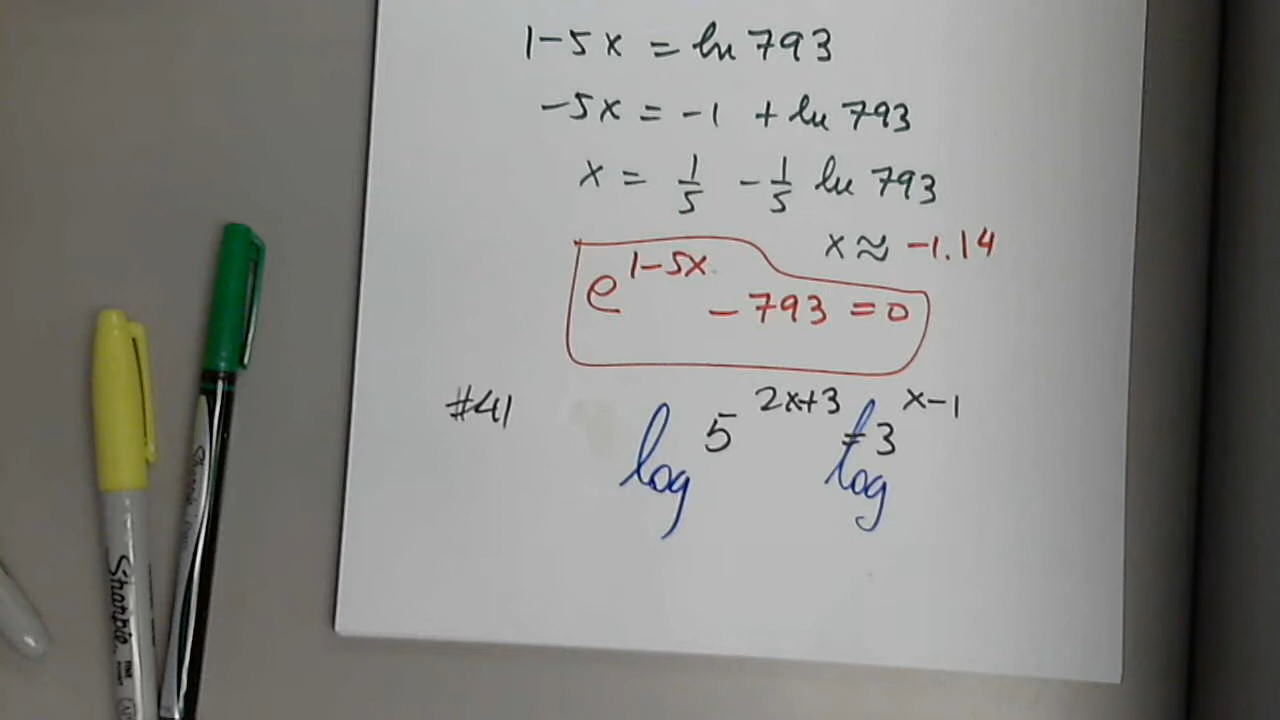 1-5x = ln 793
-5x = -1 + ln 793
x = 1/5 - 1/5 ln 793
x ≈ -1.14
e^(1-5x) - 793 = 0
#41 log 5^(2x+3) = log 3^(x-1)
Sharpie